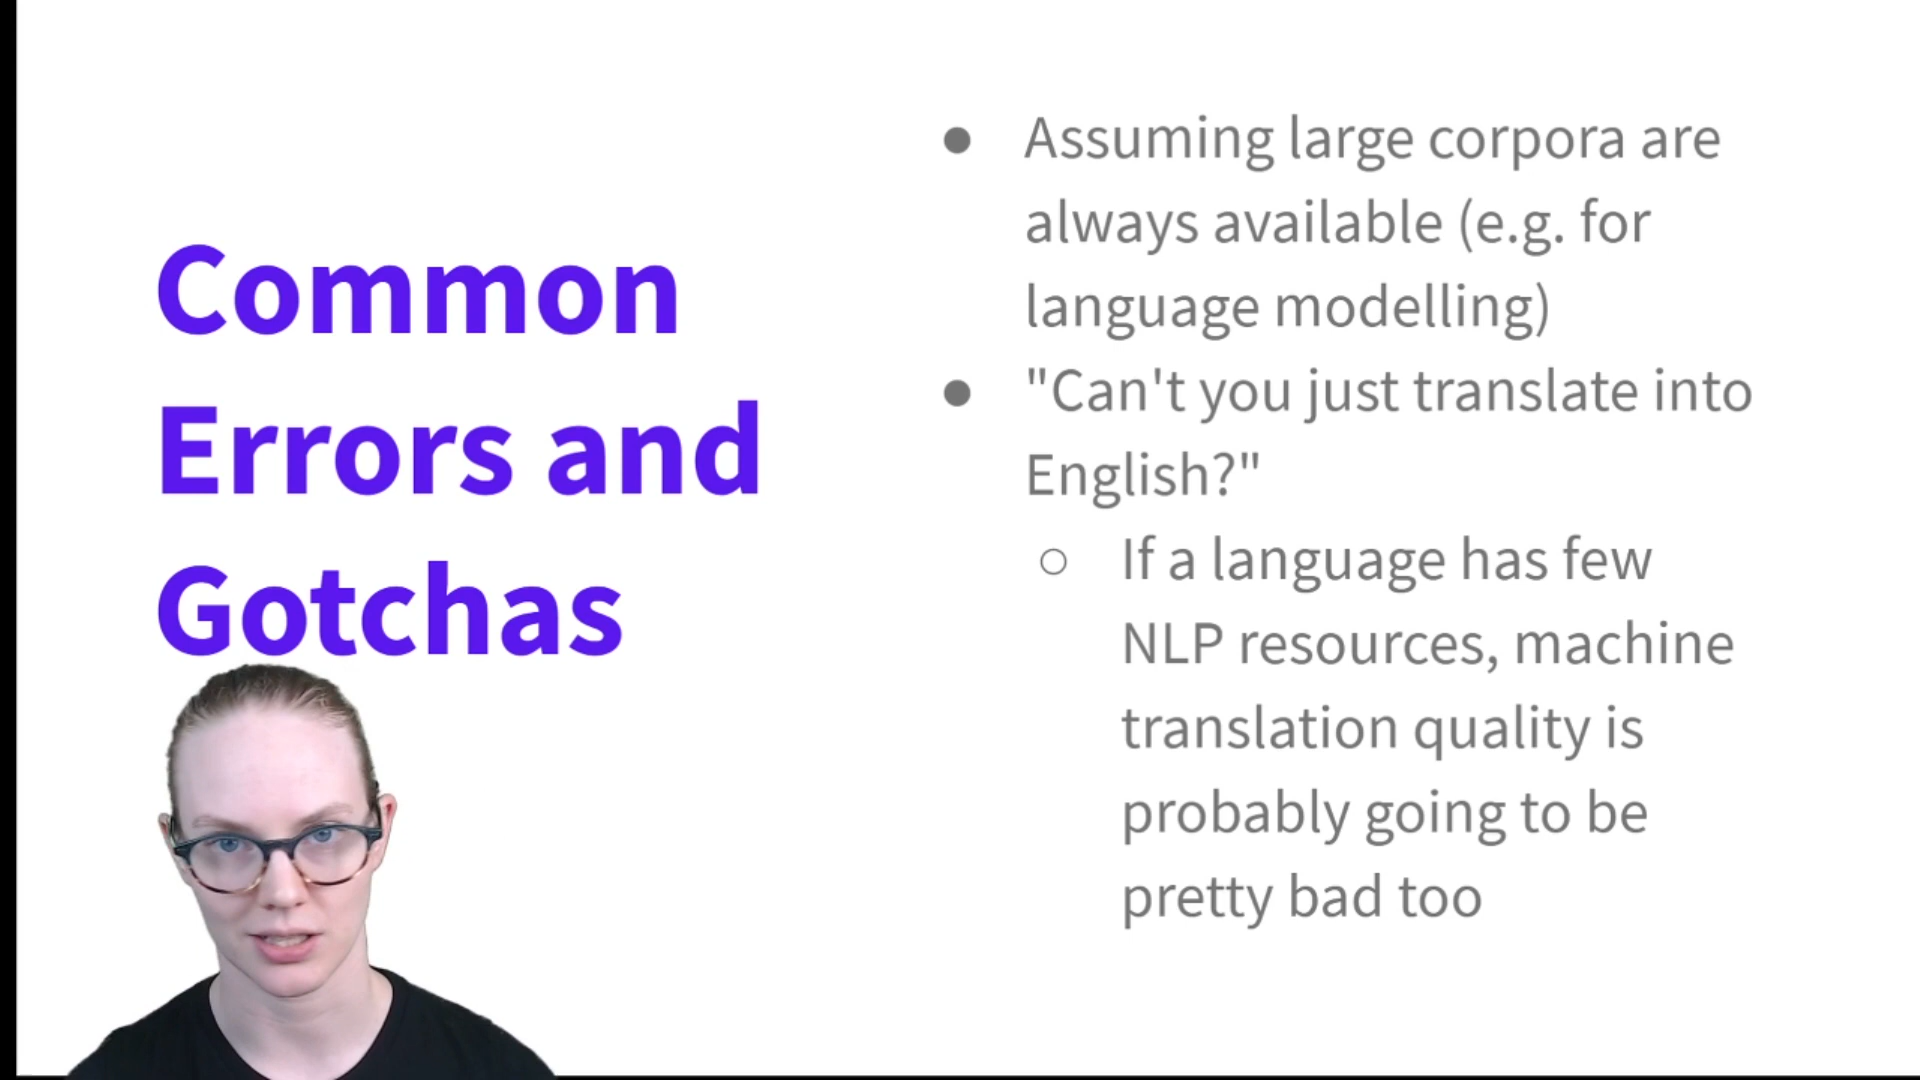 Common
Errors and
Gotchas
● Assuming large corpora are
always available (e.g. for
language modelling)
● "Can't you just translate into
English?"
○ If a language has few
NLP resources, machine
translation quality is
probably going to be
pretty bad too